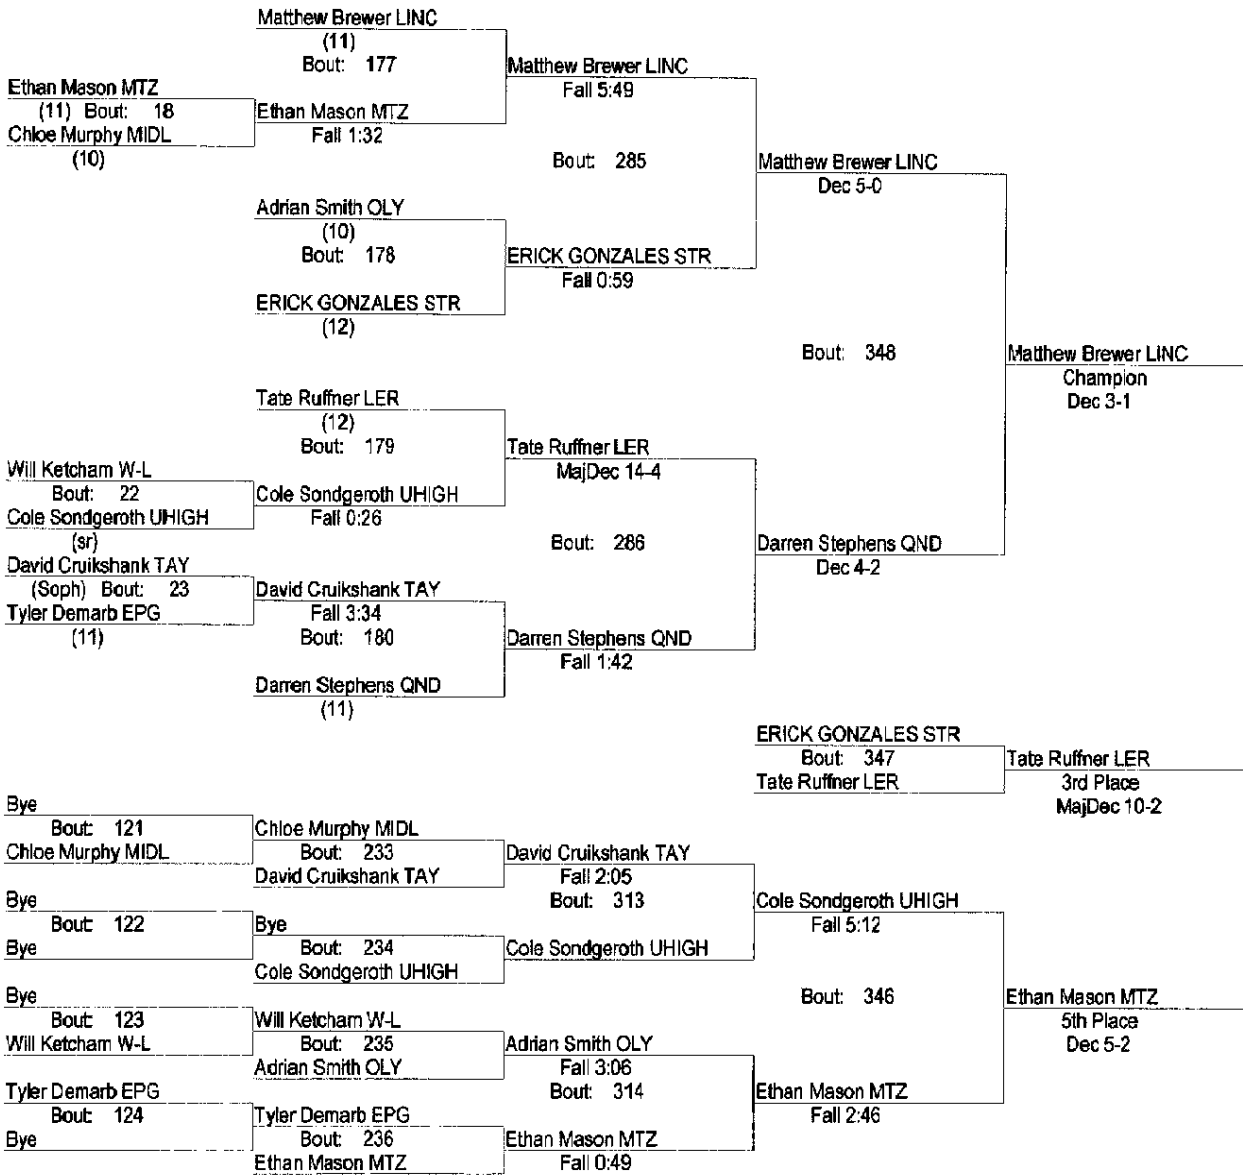 Matthew Brewer LINC
(11)
Bout: 177
Matthew Brewer LINC
Fall 5:49
Ethan Mason MTZ
(11) Bout: 18
Chloe Murphy MIDL
(10)
Ethan Mason MTZ
Fall 1:32
Bout: 285
Matthew Brewer LINC
Dec 5-0
Adrian Smith OLY
(10)
Bout: 178
ERICK GONZALES STR
Fall 0:59
ERICK GONZALES STR
(12)
Bout: 348
Matthew Brewer LINC
Champion
Dec 3-1
Tate Ruffner LER
(12)
Bout: 179
Tate Ruffner LER
MajDec 14-4
Will Ketcham W-L
Bout: 22
Cole Sondgeroth UHIGH
(sr)
Cole Sondgeroth UHIGH
Fall 0:26
Bout: 286
Darren Stephens QND
Dec 4-2
David Cruikshank TAY
(Soph) Bout: 23
Tyler Demarb EPG
(11)
David Cruikshank TAY
Fall 3:34
Bout: 180
Darren Stephens QND
Fall 1:42
Darren Stephens QND
(11)
ERICK GONZALES STR
Bout: 347
Tate Ruffner LER
Tate Ruffner LER
3rd Place
MajDec 10-2
Bye
Bout: 121
Chloe Murphy MIDL
Chloe Murphy MIDL
Bout: 233
David Cruikshank TAY
David Cruikshank TAY
Fall 2:05
Bout: 313
Cole Sondgeroth UHIGH
Fall 5:12
Bye
Bout: 122
Bye
Bye
Bout: 234
Cole Sondgeroth UHIGH
Cole Sondgeroth UHIGH
Bout: 346
Ethan Mason MTZ
5th Place
Dec 5-2
Bye
Bout: 123
Will Ketcham W-L
Will Ketcham W-L
Bout: 235
Adrian Smith OLY
Adrian Smith OLY
Fall 3:06
Bout: 314
Ethan Mason MTZ
Fall 2:46
Tyler Demarb EPG
Bout: 124
Bye
Tyler Demarb EPG
Bout: 236
Ethan Mason MTZ
Ethan Mason MTZ
Fall 0:49